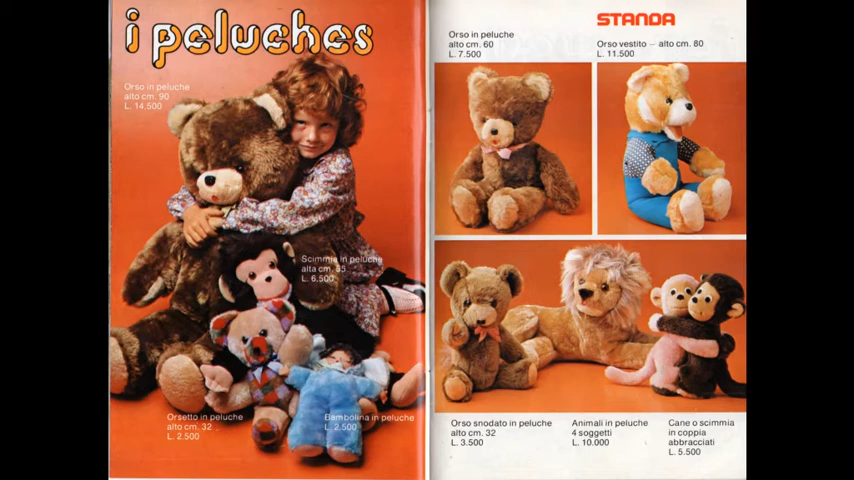 i peluches
Orso in peluche
alto cm. 90
L. 14.500
Scimmia in peluche
alta cm. 35
L. 6.500
Orsetto in peluche
alto cm. 32
L. 2.500
Bambolina in peluche
L. 2.500
STANDA
Orso in peluche
alto cm. 60
L. 7.500
Orso vestito – alto cm. 80
L. 11.500
Orso snodato in peluche
alto cm. 32
L. 3.500
Animali in peluche
4 soggetti
L. 10.000
Cane o scimmia
in coppia
abbracciati
L. 5.500